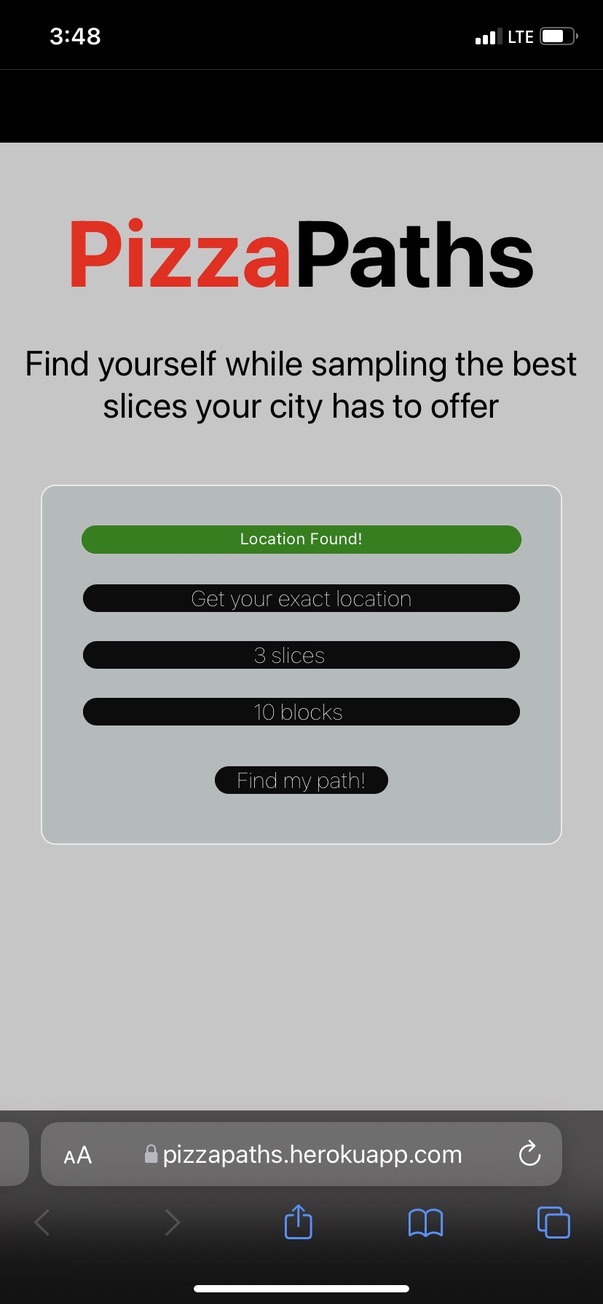 3:48
LTE
PizzaPaths
Find yourself while sampling the best
slices your city has to offer
Location Found!
Get your exact location
3 slices
10 blocks
Find my path!
AA
pizzapaths.herokuapp.com